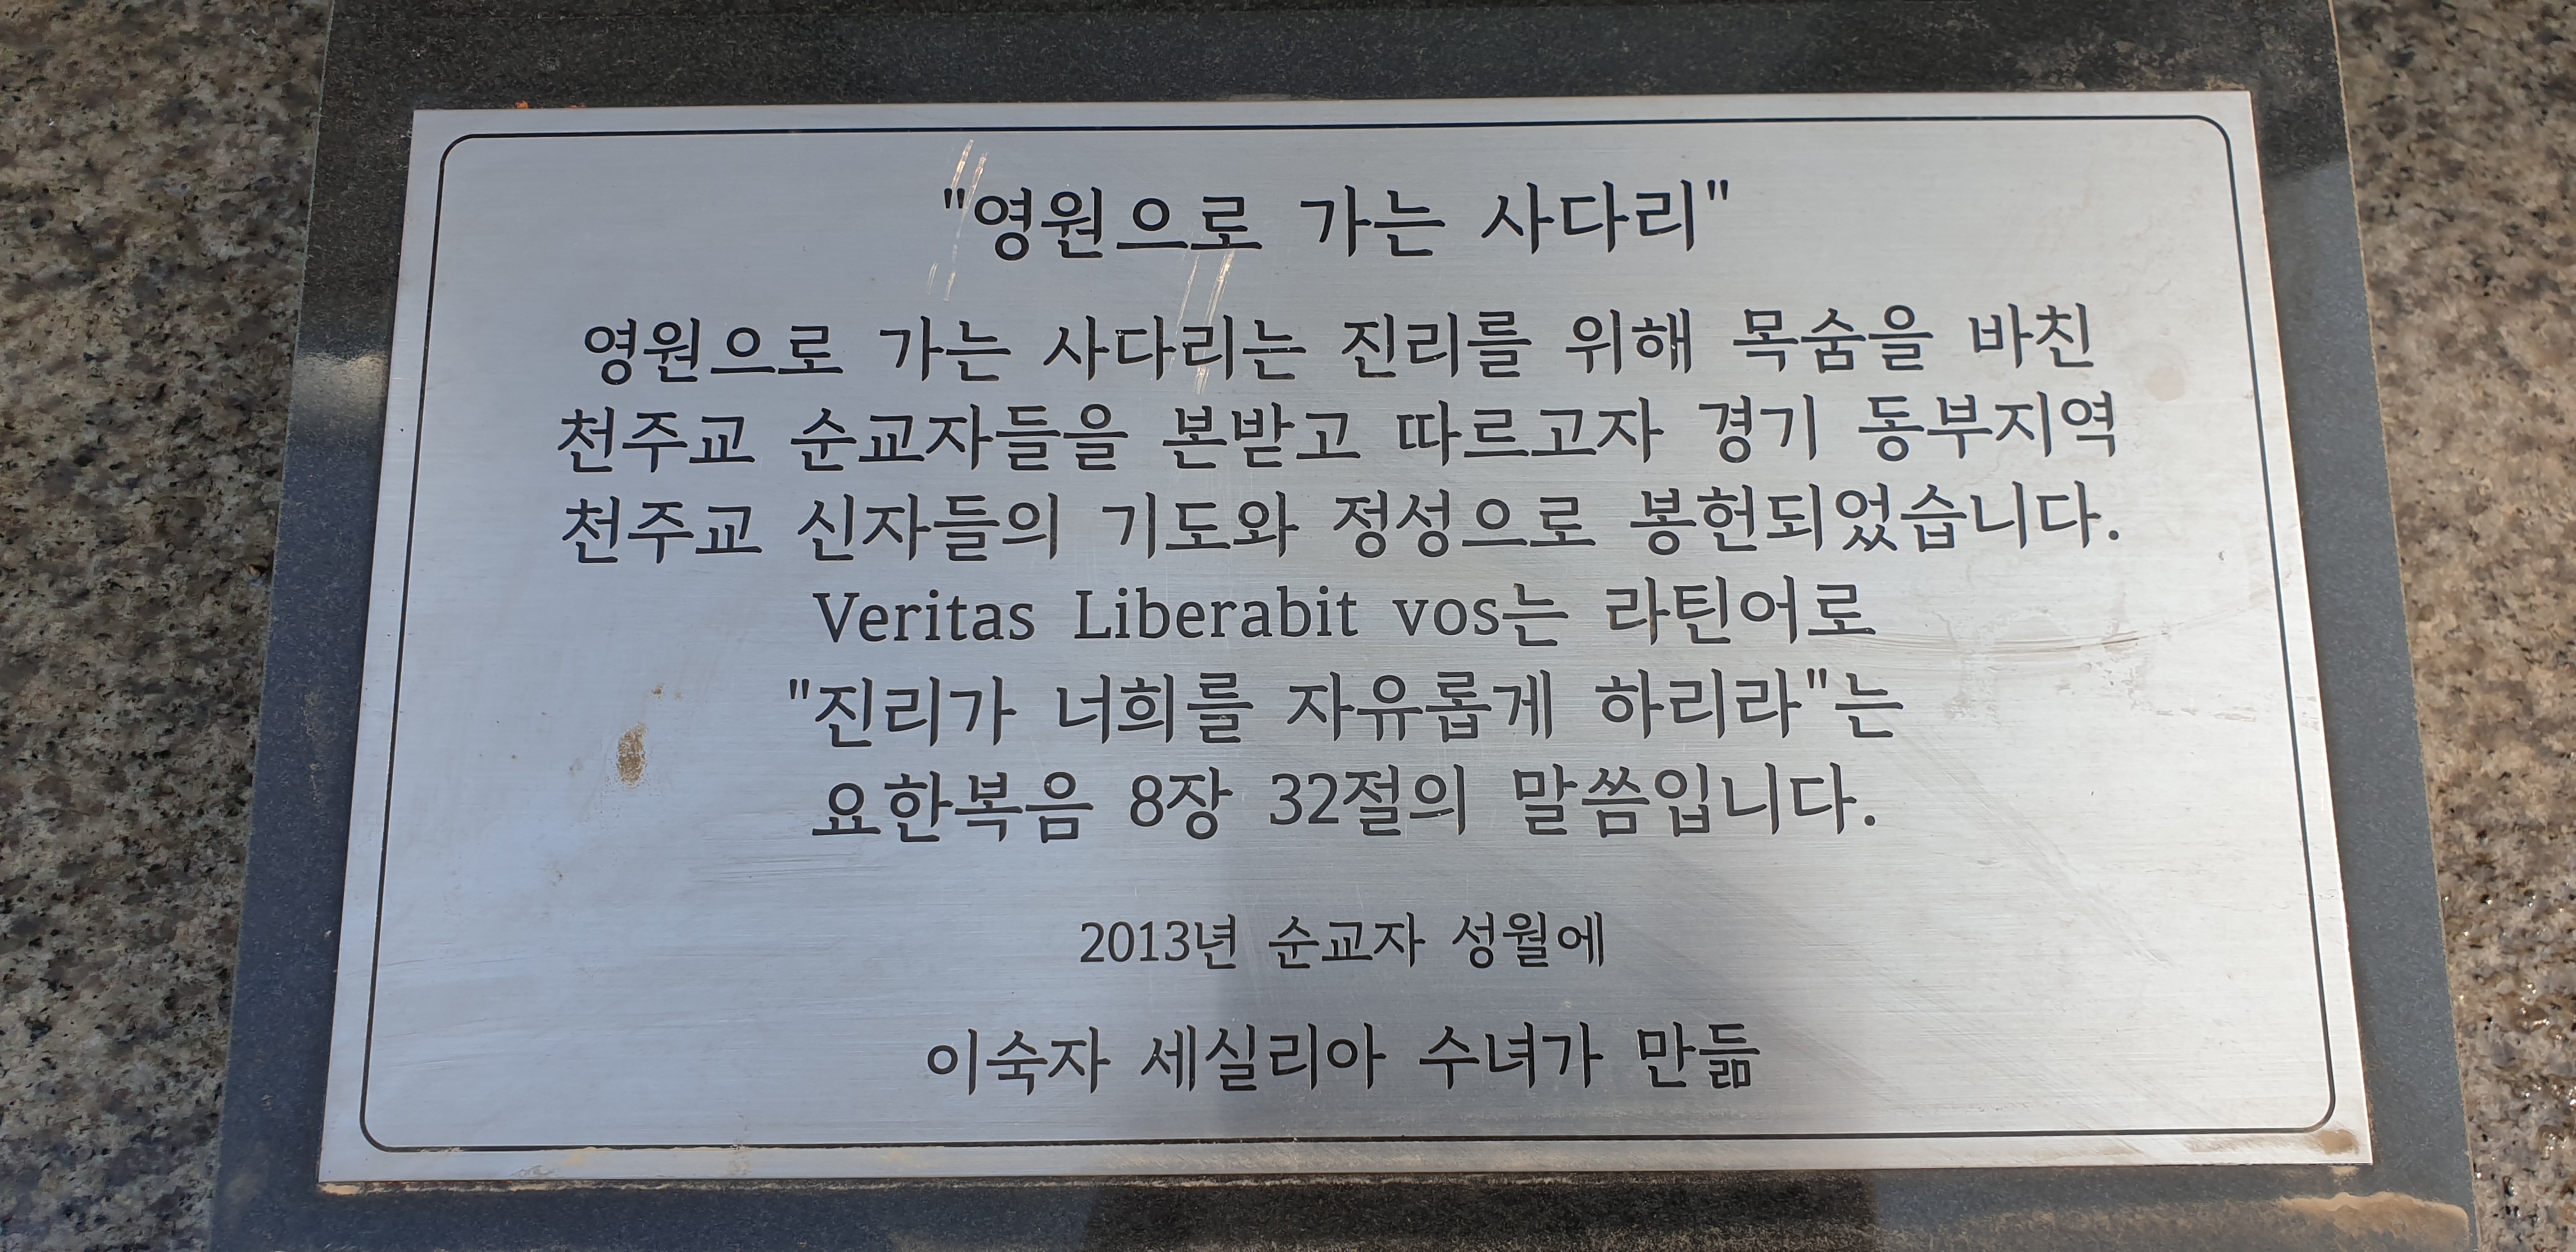 "영원으로 가는 사다리"
영원으로 가는 사다리는 진리를 위해 목숨을 바친
천주교 순교자들을 본받고 따르고자 경기 동부지역
천주교 신자들의 기도와 정성으로 봉헌되었습니다.
Veritas Liberabit vos는 라틴어로
"진리가 너희를 자유롭게 하리라"는
요한복음 8장 32절의 말씀입니다.
2013년 순교자 성월에
이숙자 세실리아 수녀가 만듦